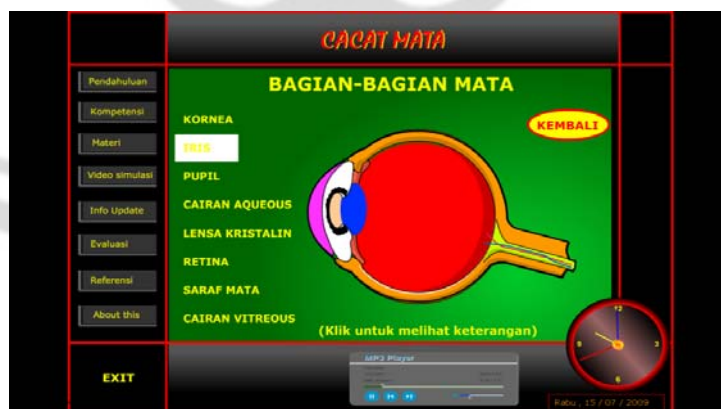 CACAT MATA
Pendahuluan
Kompetensi
Materi
Video simulasi
Info Update
Evaluasi
Referensi
About this
EXIT
BAGIAN-BAGIAN MATA
KORNEA
IRIS
PUPIL
CAIRAN AQUEOUS
LENSA KRISTALIN
RETINA
SARAF MATA
CAIRAN VITREOUS
KEMBALI
(Klik untuk melihat keterangan)
12
3
6
9
MP3 Player
Rabu , 15 / 07 / 2009